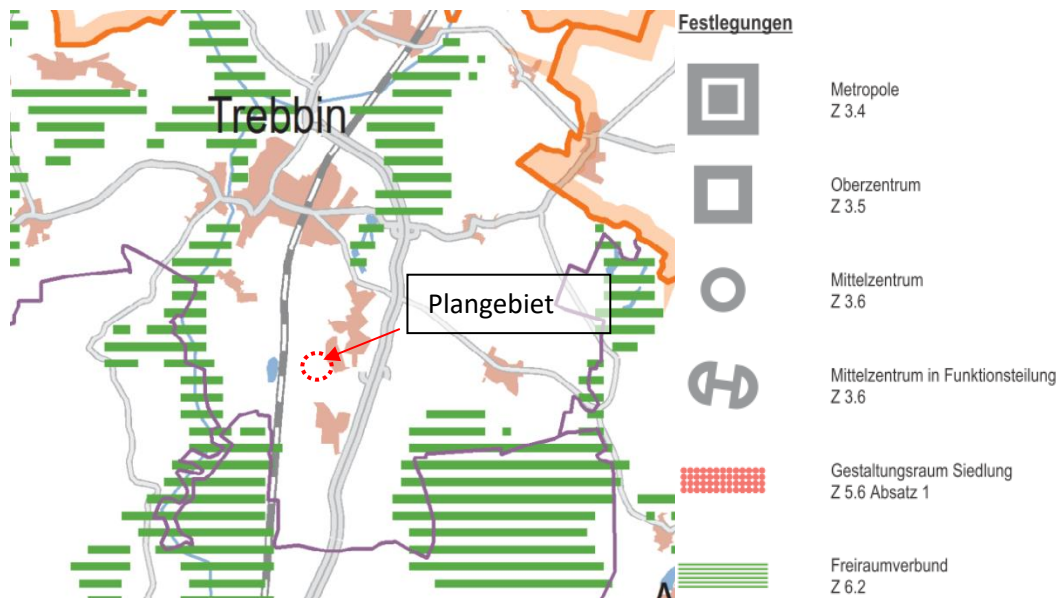 Trebbin
Plangebiet
Festlegungen
Metropole
Z 3.4
Oberzentrum
Z 3.5
Mittelzentrum
Z 3.6
Mittelzentrum in Funktionsteilung
Z 3.6
Gestaltungsraum Siedlung
Z 5.6 Absatz 1
Freiraumverbund
Z 6.2